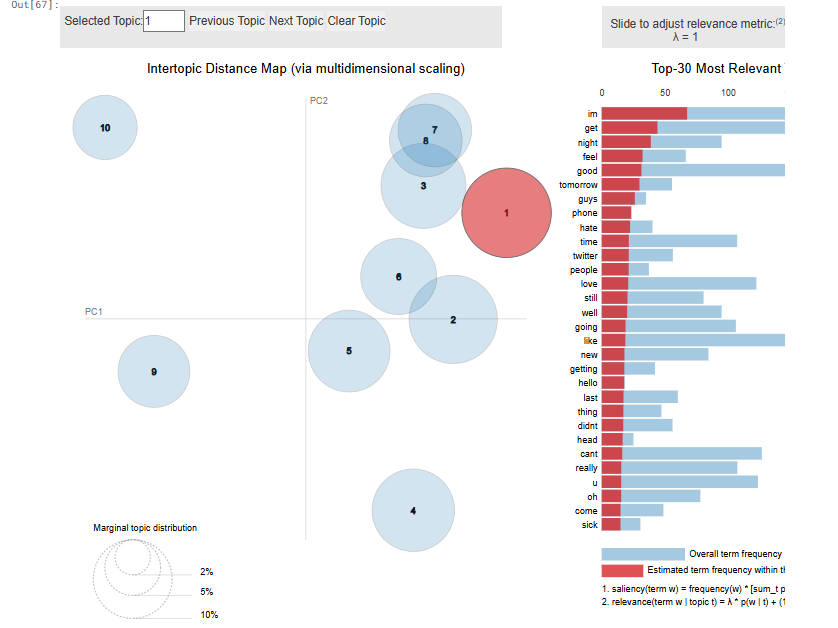 Out[67]:
Selected Topic: 1 Previous Topic Next Topic Clear Topic
Slide to adjust relevance metric:(2)
λ = 1
Intertopic Distance Map (via multidimensional scaling)
PC2
PC1
10
7
8
3
1
6
2
5
9
4
Marginal topic distribution
2%
5%
10%
Top-30 Most Relevant
0 50 100
im
get
night
feel
good
tomorrow
guys
phone
hate
time
twitter
people
love
still
well
going
like
new
getting
hello
last
thing
didnt
head
cant
really
u
oh
come
sick
Overall term frequency
Estimated term frequency within
1. saliency(term w) = frequency(w) * [sum_t p
2. relevance(term w | topic t) = λ * p(w | t) + (1